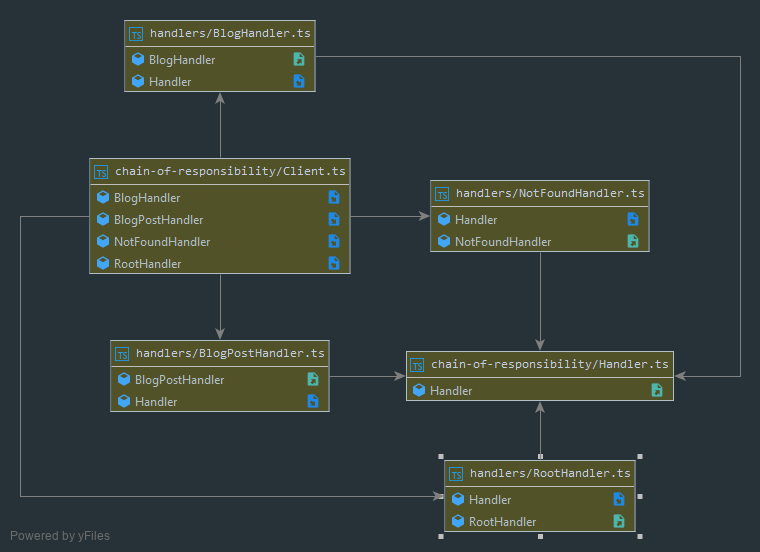 TS handlers/BlogHandler.ts
BlogHandler
Handler
TS chain-of-responsibility/Client.ts
BlogHandler
BlogPostHandler
NotFoundHandler
RootHandler
TS handlers/NotFoundHandler.ts
Handler
NotFoundHandler
TS handlers/BlogPostHandler.ts
BlogPostHandler
Handler
TS chain-of-responsibility/Handler.ts
Handler
TS handlers/RootHandler.ts
Handler
RootHandler
Powered by yFiles